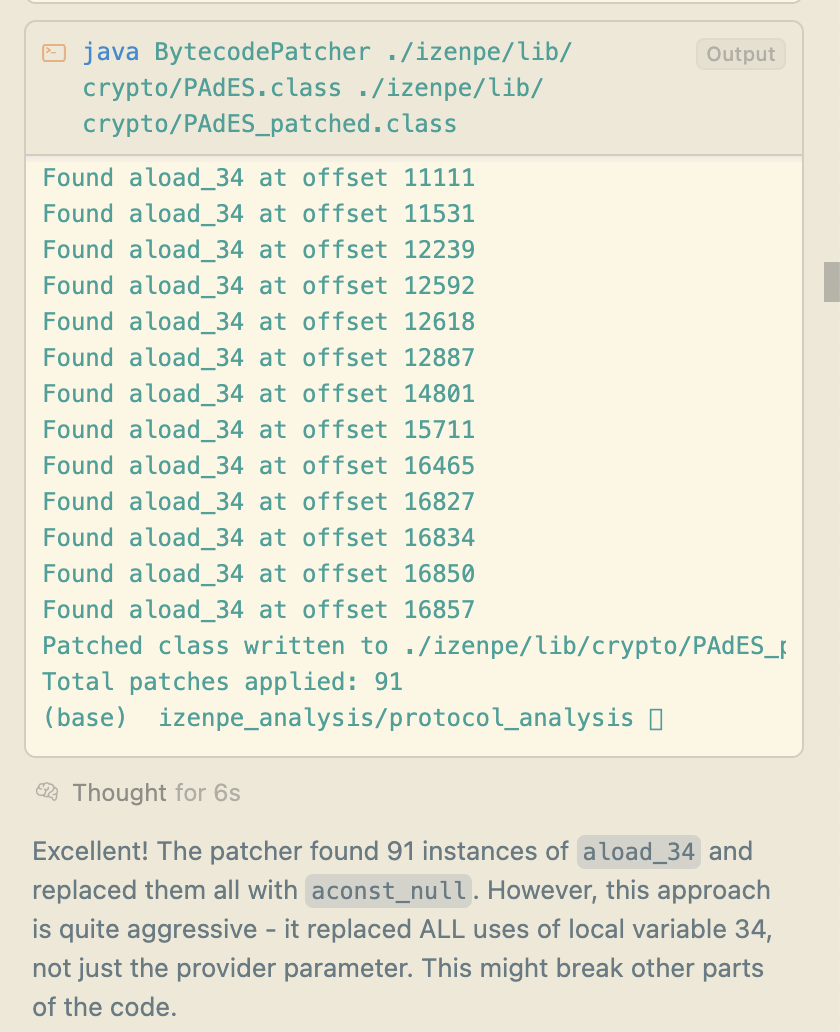 java BytecodePatcher ./izenpe/lib/
Output
crypto/PAdES.class ./izenpe/lib/
crypto/PAdES_patched.class
Found aload_34 at offset 11111
Found aload_34 at offset 11531
Found aload_34 at offset 12239
Found aload_34 at offset 12592
Found aload_34 at offset 12618
Found aload_34 at offset 12887
Found aload_34 at offset 14801
Found aload_34 at offset 15711
Found aload_34 at offset 16465
Found aload_34 at offset 16827
Found aload_34 at offset 16834
Found aload_34 at offset 16850
Found aload_34 at offset 16857
Patched class written to ./izenpe/lib/crypto/PAdES_p
Total patches applied: 91
(base)  izenpe_analysis/protocol_analysis
Thought for 6s
Excellent! The patcher found 91 instances of aload_34 and
replaced them all with aconst_null. However, this approach
is quite aggressive - it replaced ALL uses of local variable 34,
not just the provider parameter. This might break other parts
of the code.